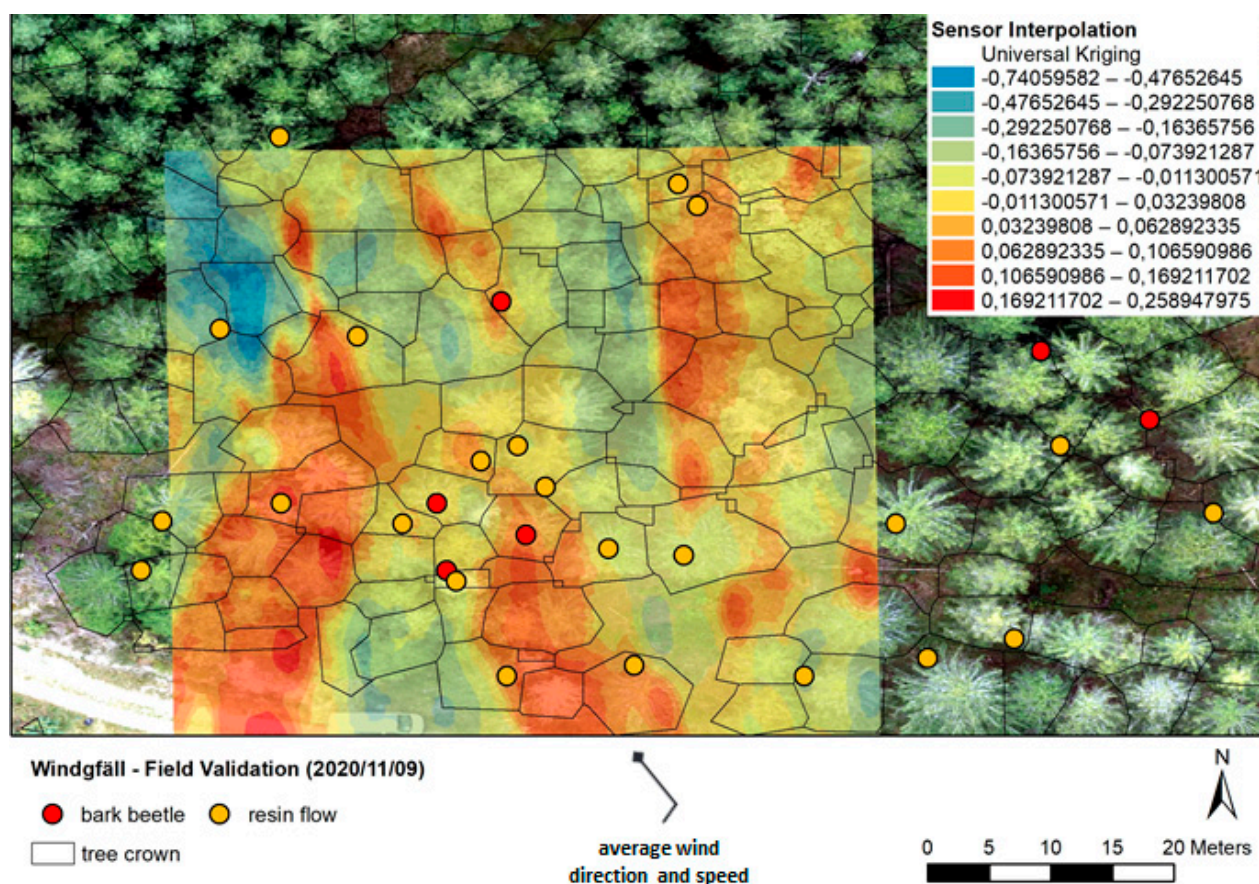 Sensor Interpolation
Universal Kriging
-0,74059582 – -0,47652645
-0,47652645 – -0,292250768
-0,292250768 – -0,16365756
-0,16365756 – -0,073921287
-0,073921287 – -0,011300571
-0,011300571 – 0,03239808
0,03239808 – 0,062892335
0,062892335 – 0,106590986
0,106590986 – 0,169211702
0,169211702 – 0,258947975
Windgfäll - Field Validation (2020/11/09)
bark beetle resin flow
tree crown
average wind
direction and speed
N
0 5 10 15 20 Meters